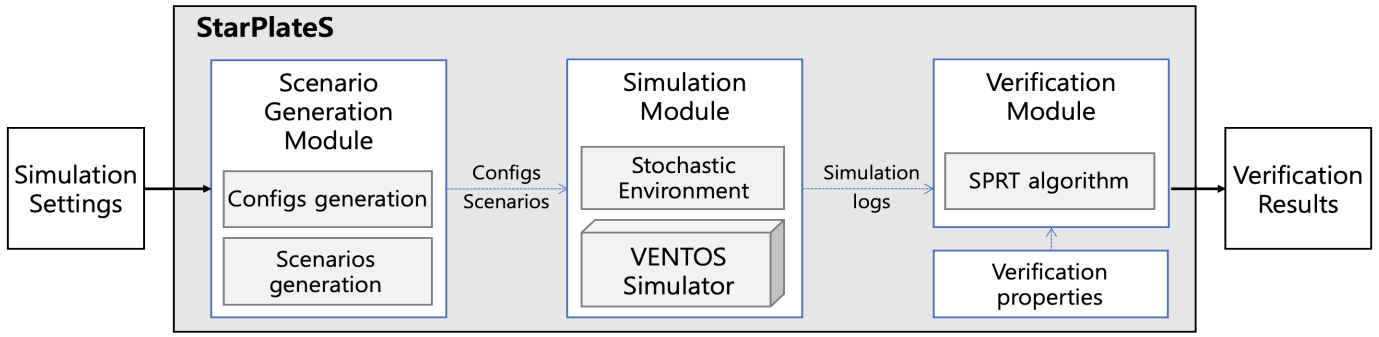 StarPlateS
Simulation
Settings
Scenario
Generation
Module
Configs generation
Scenarios
generation
Configs
Scenarios
Simulation
Module
Stochastic
Environment
VENTOS
Simulator
Simulation
logs
Verification
Module
SPRT algorithm
Verification
properties
Verification
Results